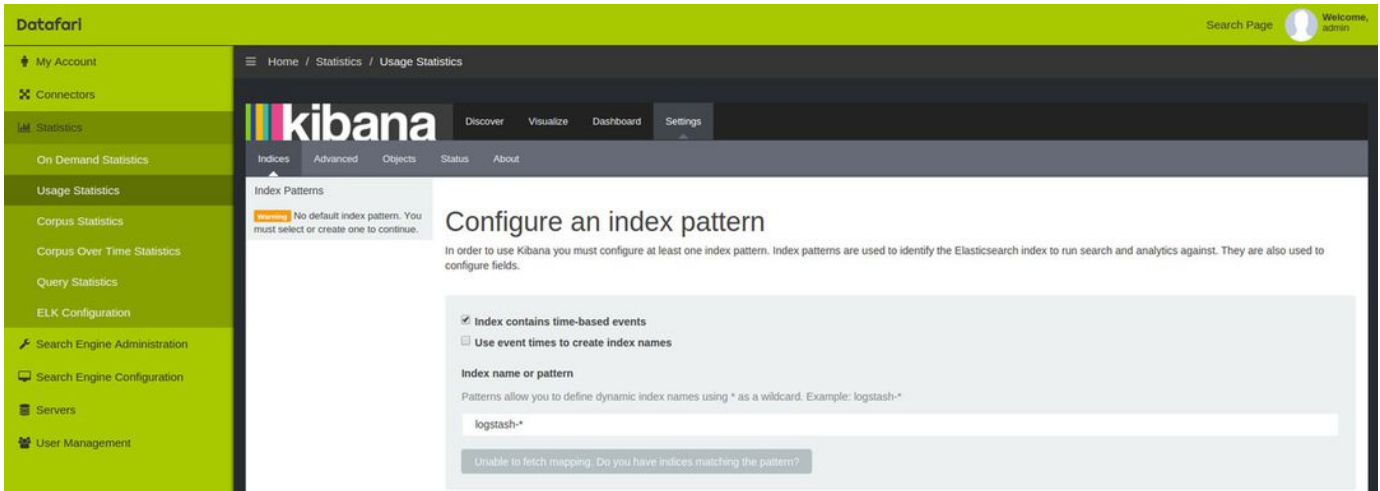 Datafari
Search Page
Welcome,
admin
My Account
Connectors
Statistics
On Demand Statistics
Usage Statistics
Corpus Statistics
Corpus Over Time Statistics
Query Statistics
ELK Configuration
Search Engine Administration
Search Engine Configuration
Servers
User Management
Home / Statistics / Usage Statistics
kibana
Discover Visualize Dashboard Settings
Indices Advanced Objects Status About
Index Patterns
Warning No default index pattern. You
must select or create one to continue.
Configure an index pattern
In order to use Kibana you must configure at least one index pattern. Index patterns are used to identify the Elasticsearch index to run search and analytics against. They are also used to
configure fields.
Index contains time-based events
Use event times to create index names
Index name or pattern
Patterns allow you to define dynamic index names using * as a wildcard. Example: logstash-*
logstash-*
Unable to fetch mapping. Do you have indices matching the pattern?